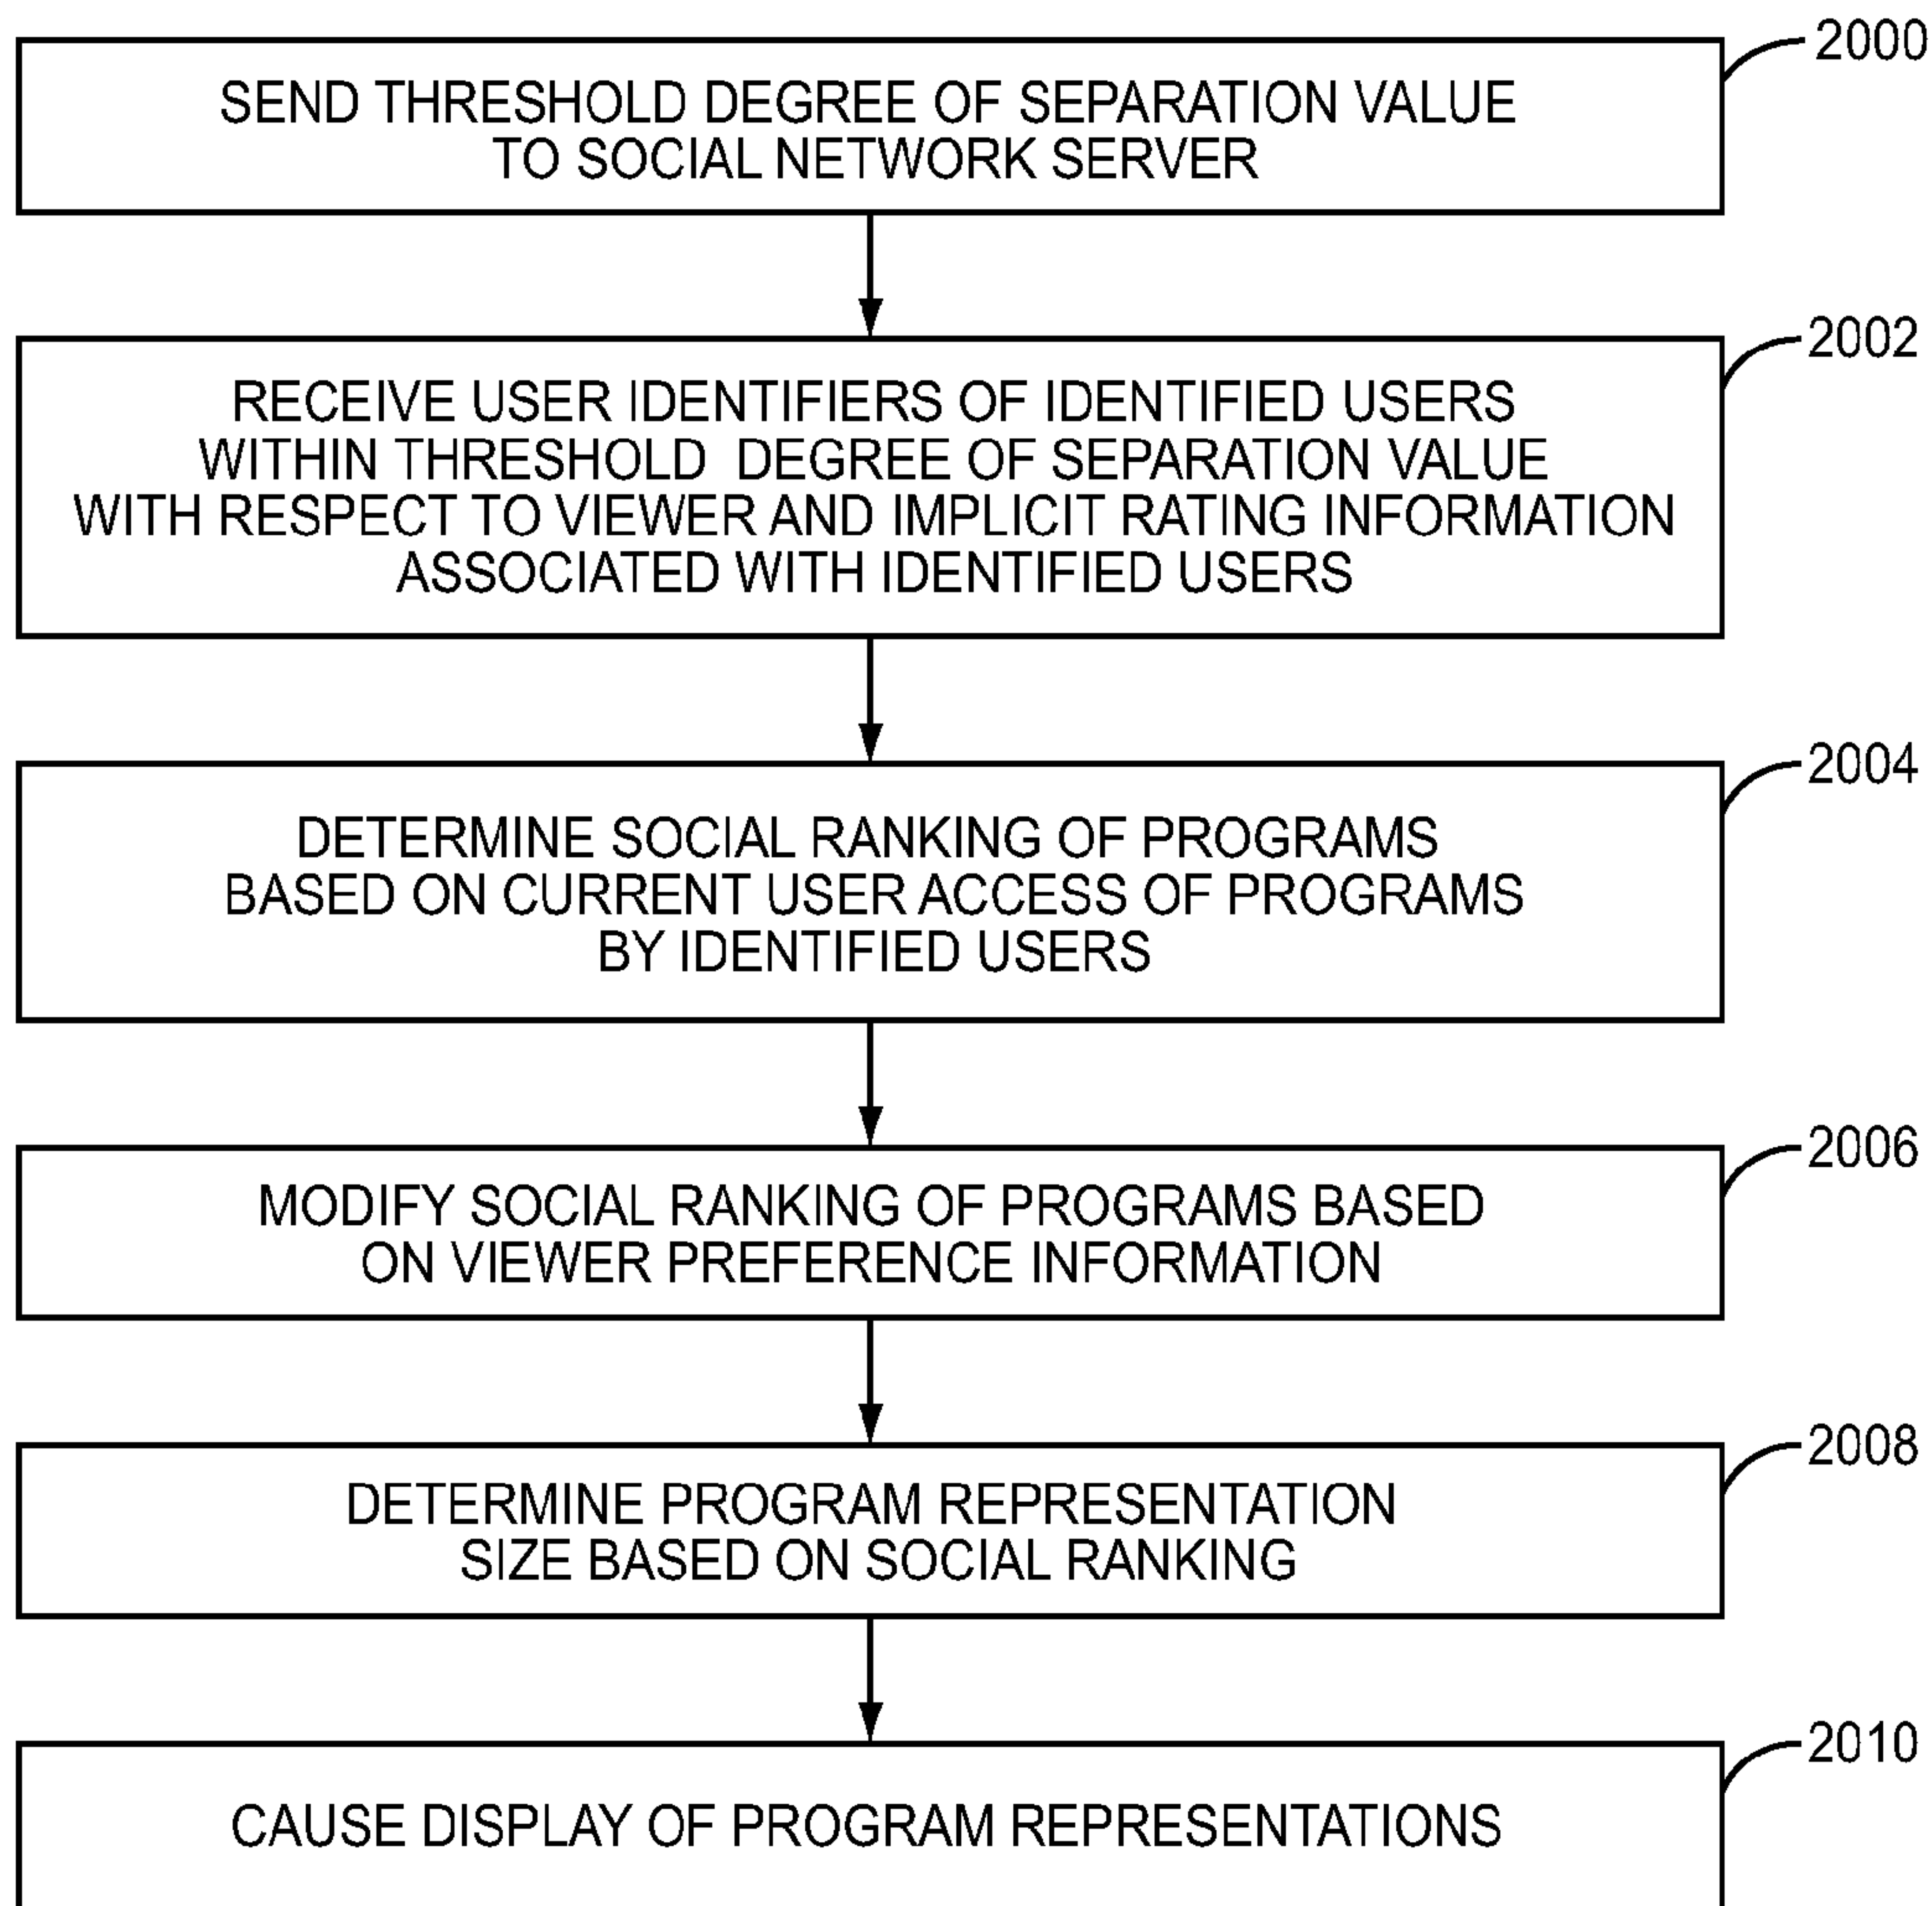 2000
SEND THRESHOLD DEGREE OF SEPARATION VALUE
TO SOCIAL NETWORK SERVER
2002
RECEIVE USER IDENTIFIERS OF IDENTIFIED USERS
WITHIN THRESHOLD DEGREE OF SEPARATION VALUE
WITH RESPECT TO VIEWER AND IMPLICIT RATING INFORMATION
ASSOCIATED WITH IDENTIFIED USERS
2004
DETERMINE SOCIAL RANKING OF PROGRAMS
BASED ON CURRENT USER ACCESS OF PROGRAMS
BY IDENTIFIED USERS
2006
MODIFY SOCIAL RANKING OF PROGRAMS BASED
ON VIEWER PREFERENCE INFORMATION
2008
DETERMINE PROGRAM REPRESENTATION
SIZE BASED ON SOCIAL RANKING
2010
CAUSE DISPLAY OF PROGRAM REPRESENTATIONS